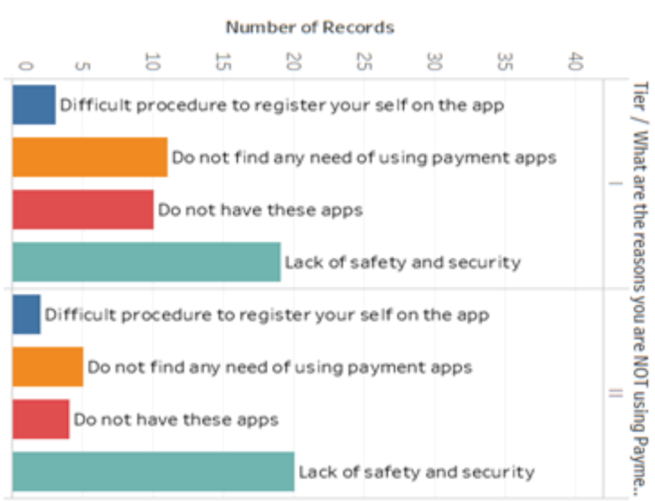 Number of Records
0 5 10 15 20 25 30 35 40
Tier / What are the reasons you are NOT using Payme..
I
Difficult procedure to register your self on the app
Do not find any need of using payment apps
Do not have these apps
Lack of safety and security
II
Difficult procedure to register your self on the app
Do not find any need of using payment apps
Do not have these apps
Lack of safety and security